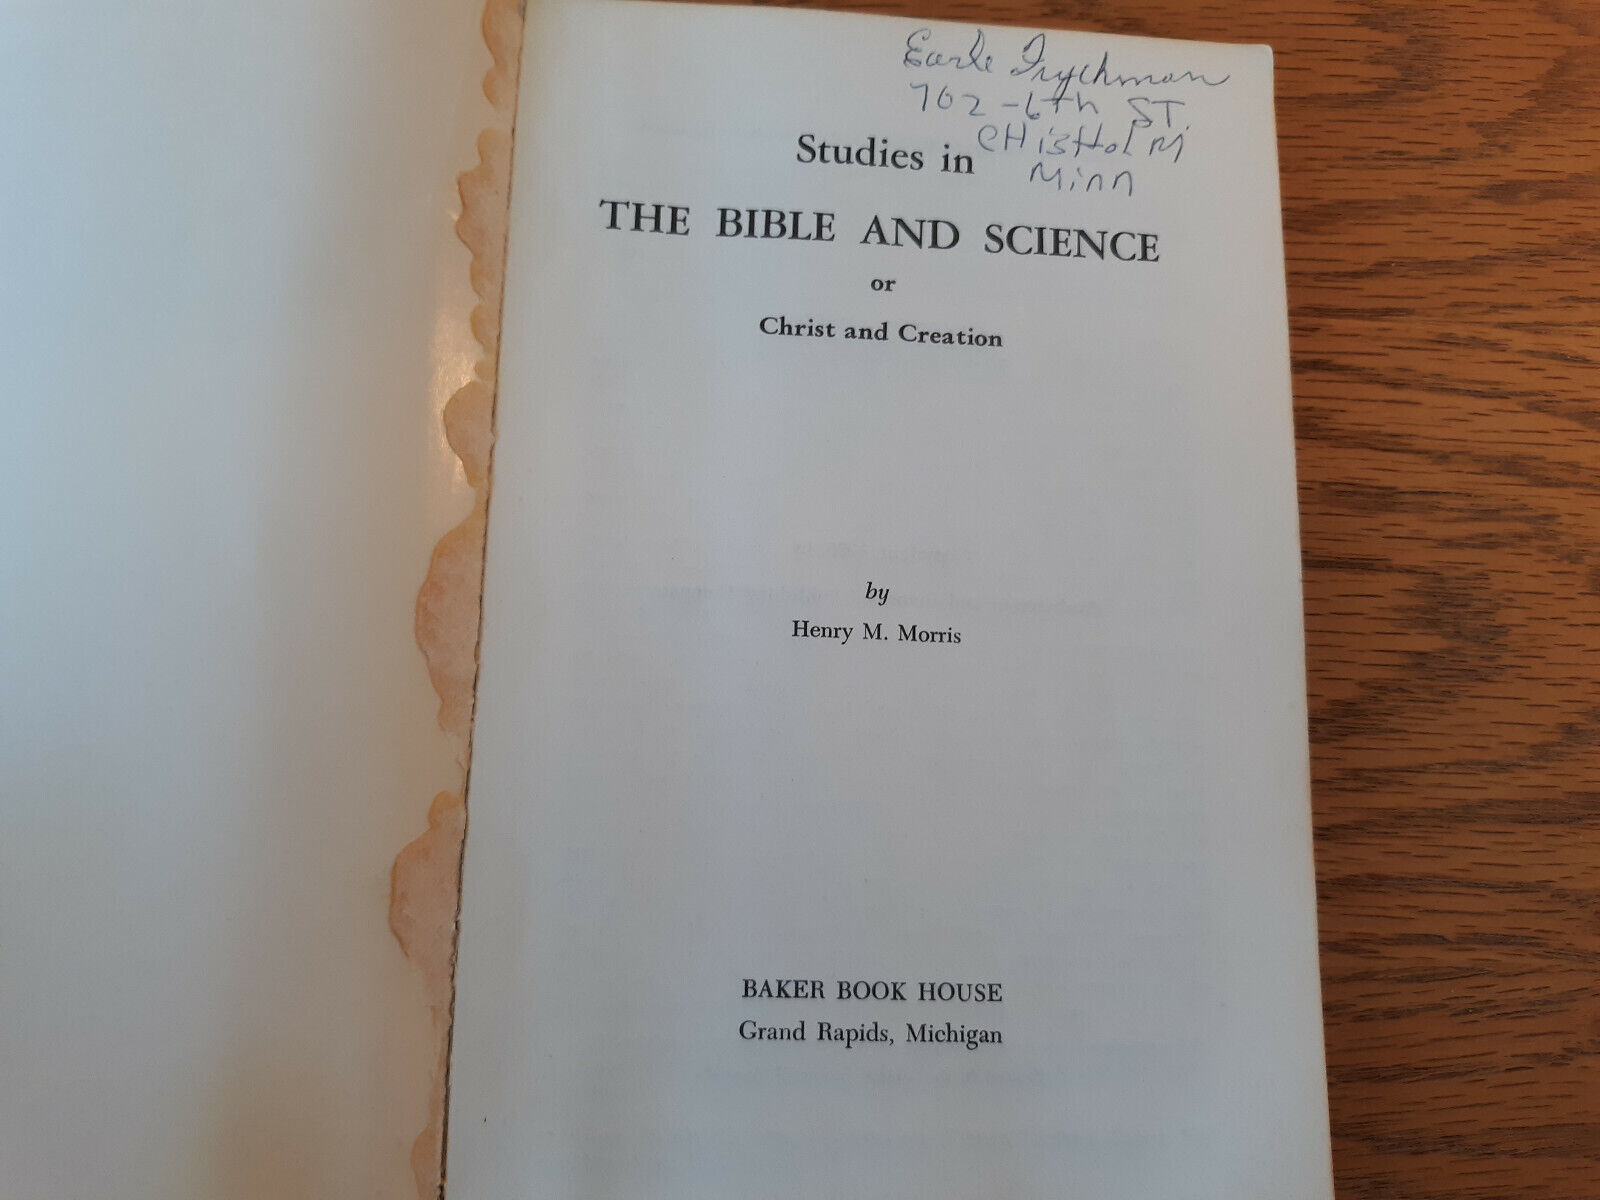 Earle Frychman
702-6th ST.
CHisHolM
Minn
Studies in
THE BIBLE AND SCIENCE
or
Christ and Creation
by
Henry M. Morris
BAKER BOOK HOUSE
Grand Rapids, Michigan